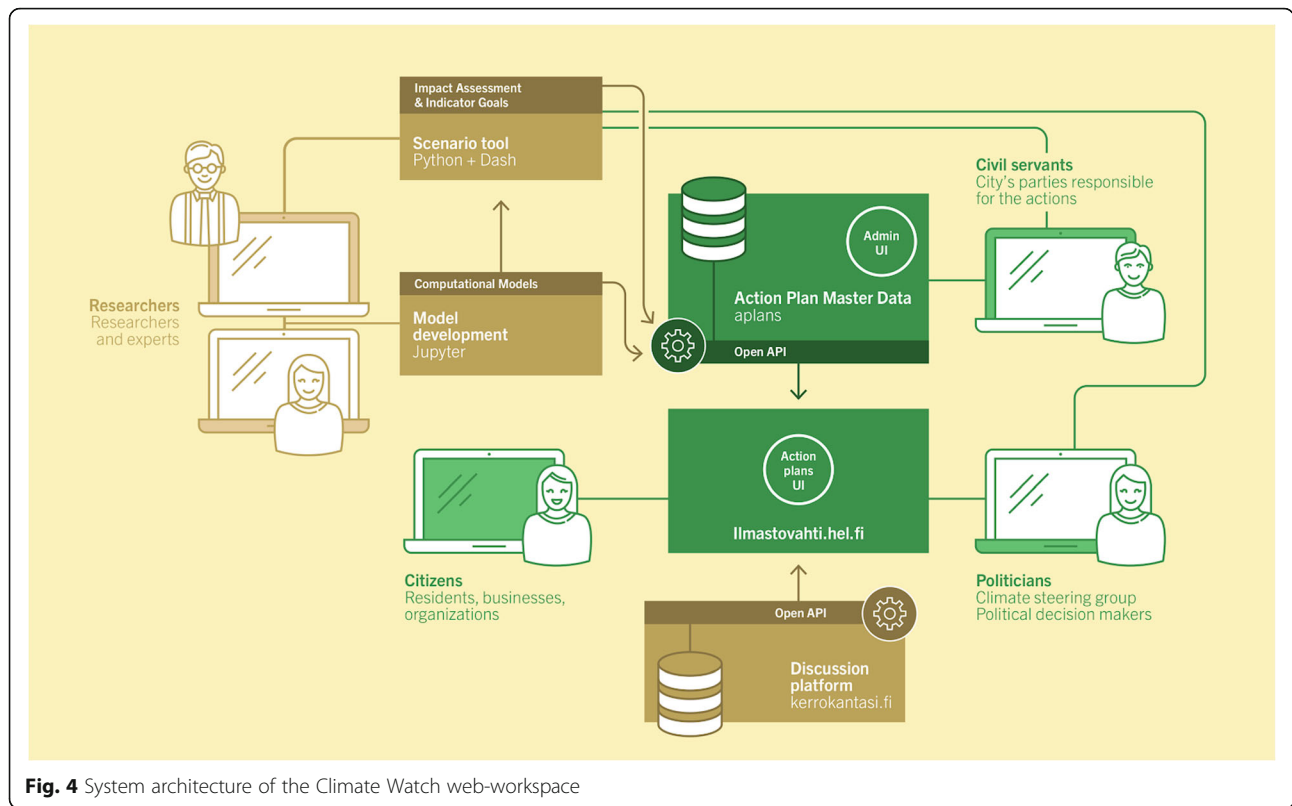 Impact Assessment
& Indicator Goals
Scenario tool
Python + Dash
Researchers
Researchers
and experts
Computational Models
Model
development
Jupyter
Admin
UI
Action Plan Master Data
aplans
Open API
Civil servants
City's parties responsible
for the actions
Action
plans
UI
Ilmastovahti.hel.fi
Citizens
Residents, businesses,
organizations
Politicians
Climate steering group
Political decision makers
Open API
Discussion
platform
kerrokantasi.fi
Fig. 4 System architecture of the Climate Watch web-workspace